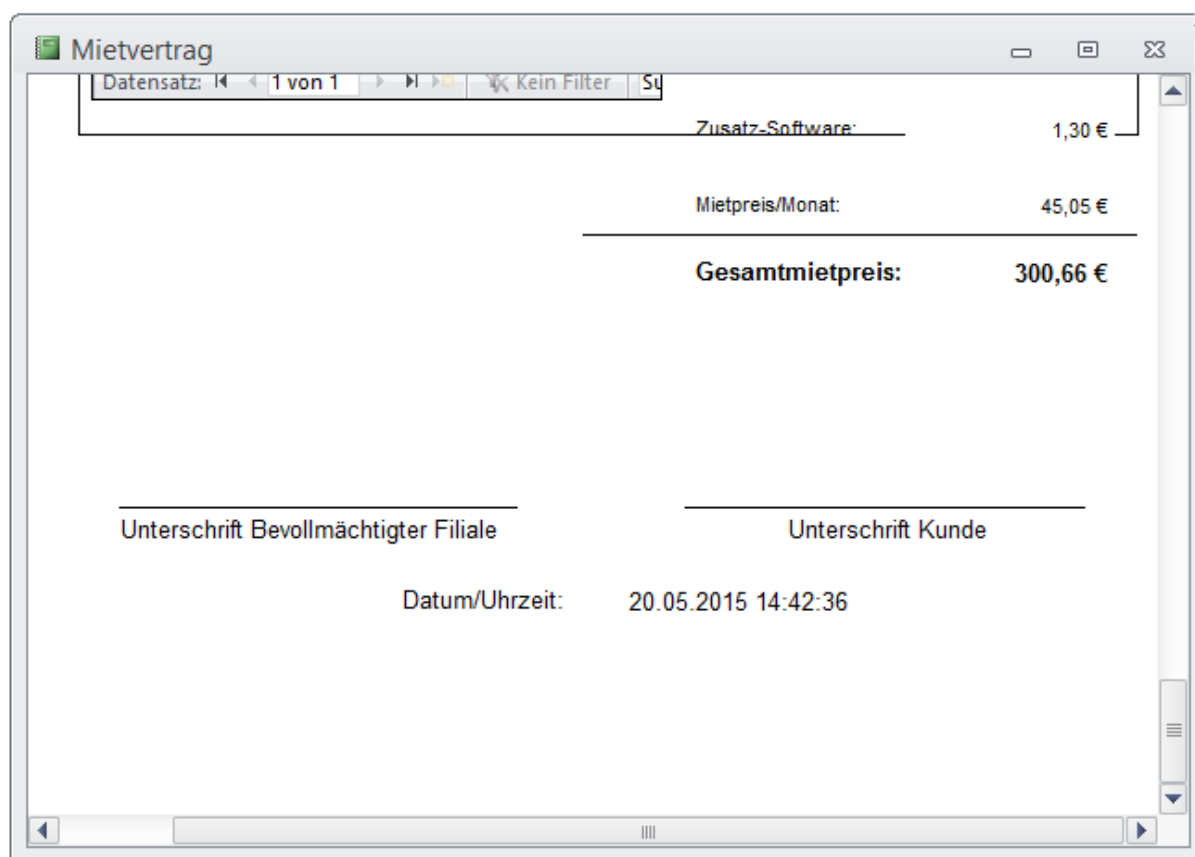 Mietvertrag
Datensatz: 1 von 1 Kein Filter
Zusatz-Software: 1,30 €
Mietpreis/Monat: 45,05 €
Gesamtmietpreis: 300,66 €
Unterschrift Bevollmächtigter Filiale Unterschrift Kunde
Datum/Uhrzeit: 20.05.2015 14:42:36